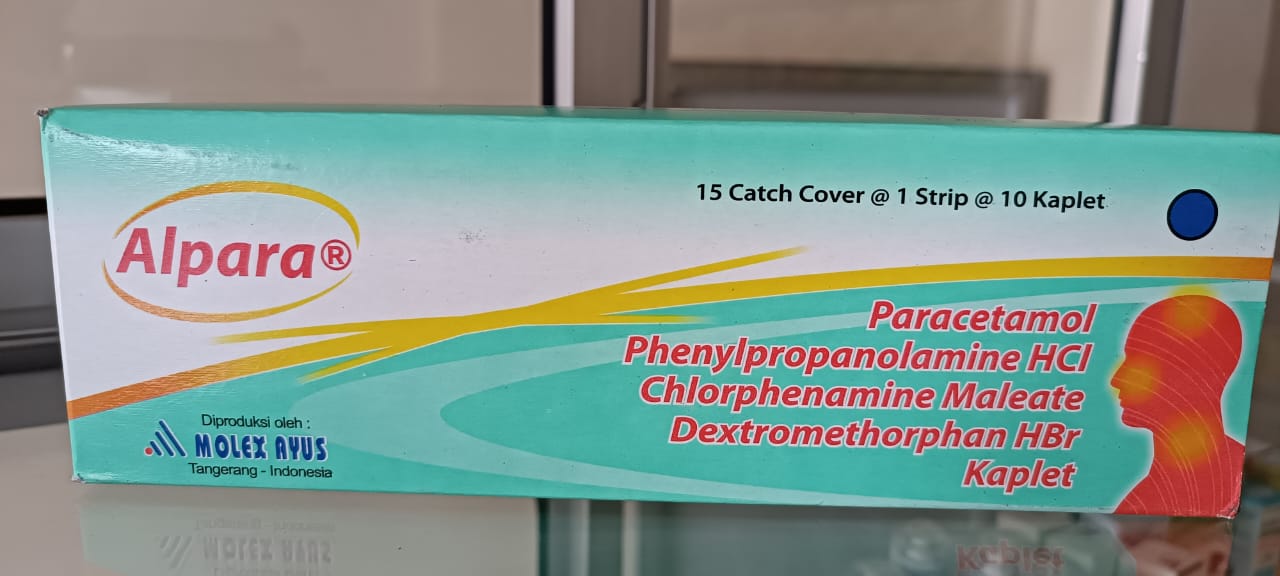 Alpara®
15 Catch Cover @ 1 Strip @ 10 Kaplet
Paracetamol
Phenylpropanolamine HCl
Chlorphenamine Maleate
Dextromethorphan HBr
Kaplet
Diproduksi oleh :
MOLEX AYUS
Tangerang - Indonesia